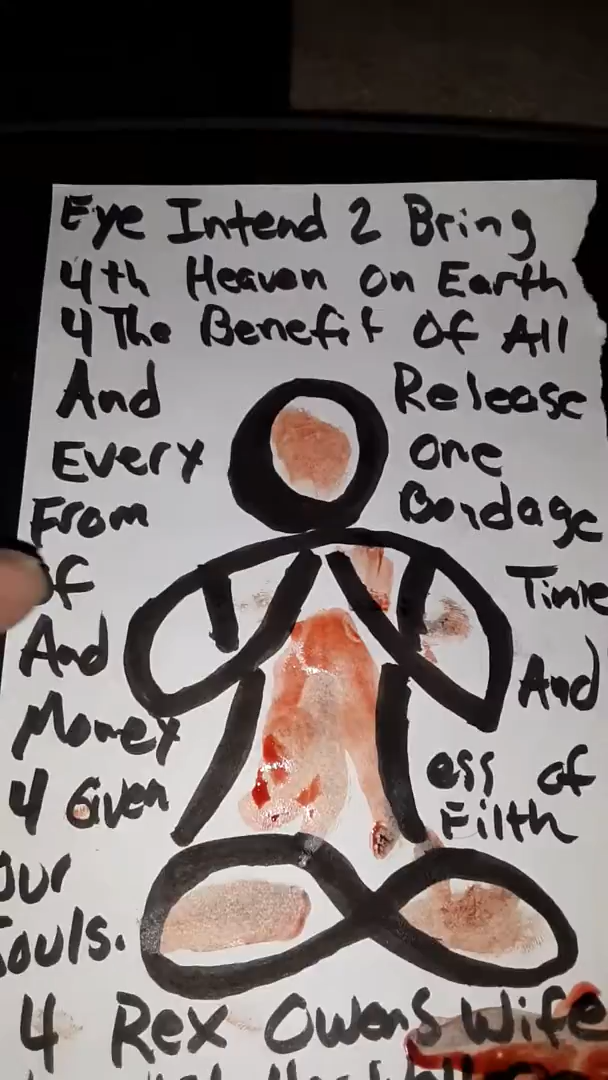 Eye Intend 2 Bring
4th Heaven on Earth
4 The Benefit Of All
And Release
Every one
From Bondage
Of Time
And And
Money ess of
4 Given Filth
Our
Souls.
4 Rex Owens Wife